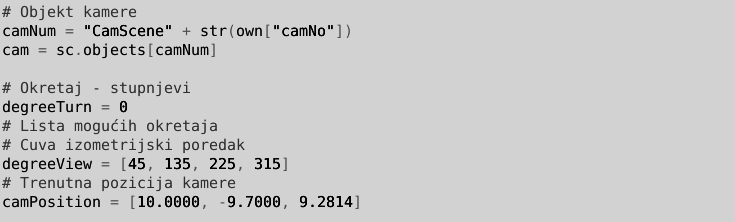 # Objekt kamere
camNum = "CamScene" + str(own["camNo"])
cam = sc.objects[camNum]
# Okretaj - stupnjevi
degreeTurn = 0
# Lista mogućih okretaja
# Cuva izometrijski poredak
degreeView = [45, 135, 225, 315]
# Trenutna pozicija kamere
camPosition = [10.0000, -9.7000, 9.2814]